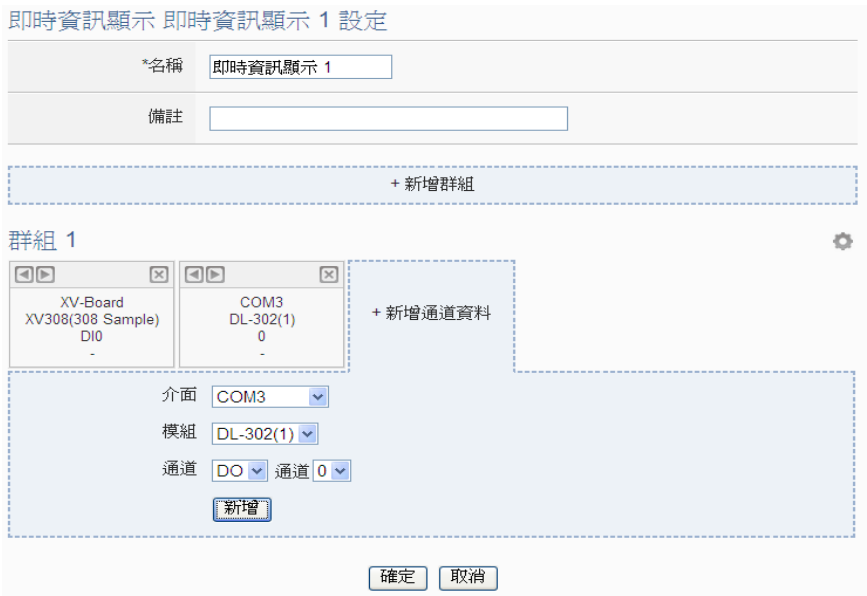 即時資訊顯示 即時資訊顯示 1 設定
*名稱 即時資訊顯示 1
備註
+ 新增群組
群組 1
XV-Board
XV308(308 Sample)
DI0
-
COM3
DL-302(1)
0
-
+ 新增通道資料
介面 COM3
模組 DL-302(1)
通道 DO 通道 0
新增
確定 取消